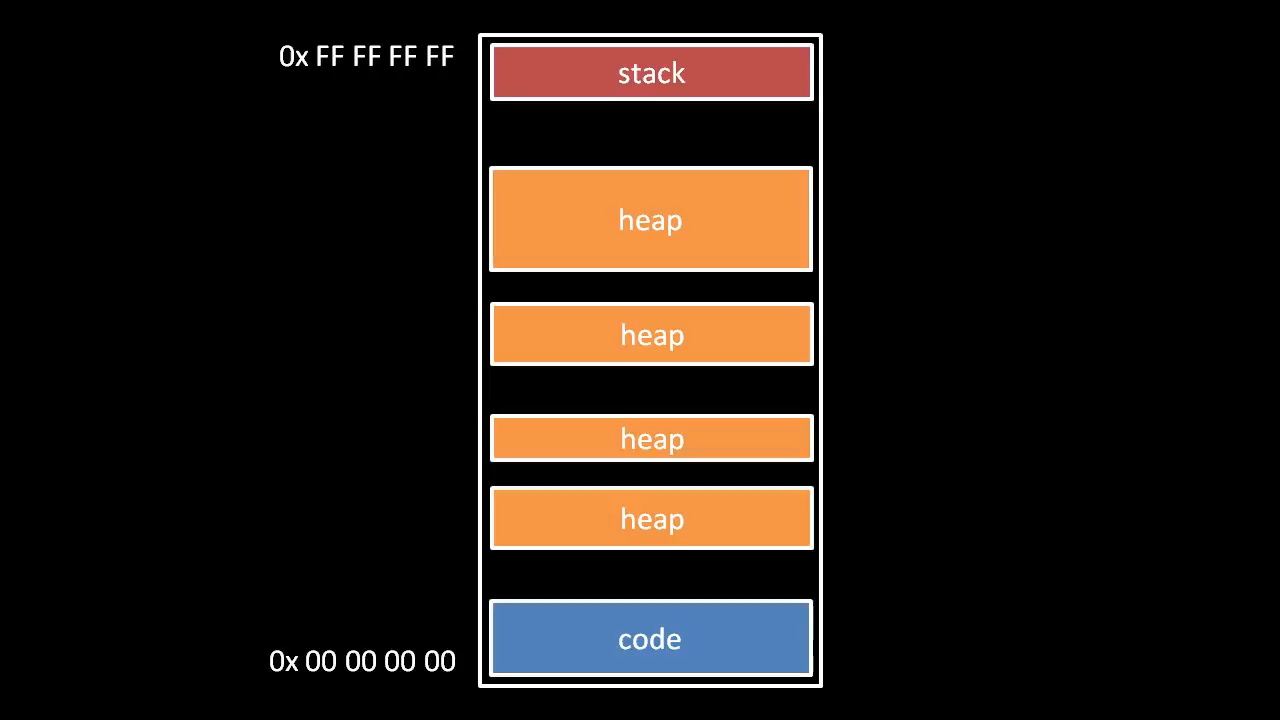 0x FF FF FF FF
stack
heap
heap
heap
heap
code
0x 00 00 00 00